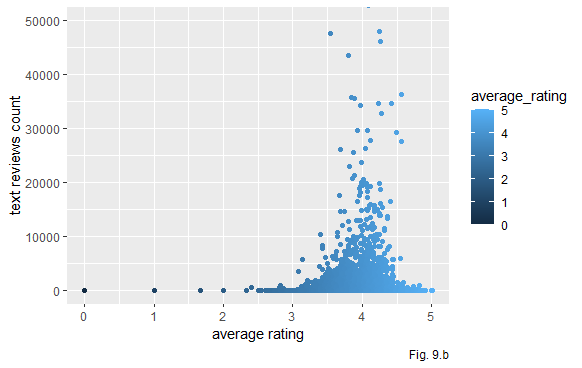 50000
40000
30000
20000
10000
0
text reviews count
0 1 2 3 4 5
average rating
average_rating
5
4
3
2
1
0
Fig. 9.b